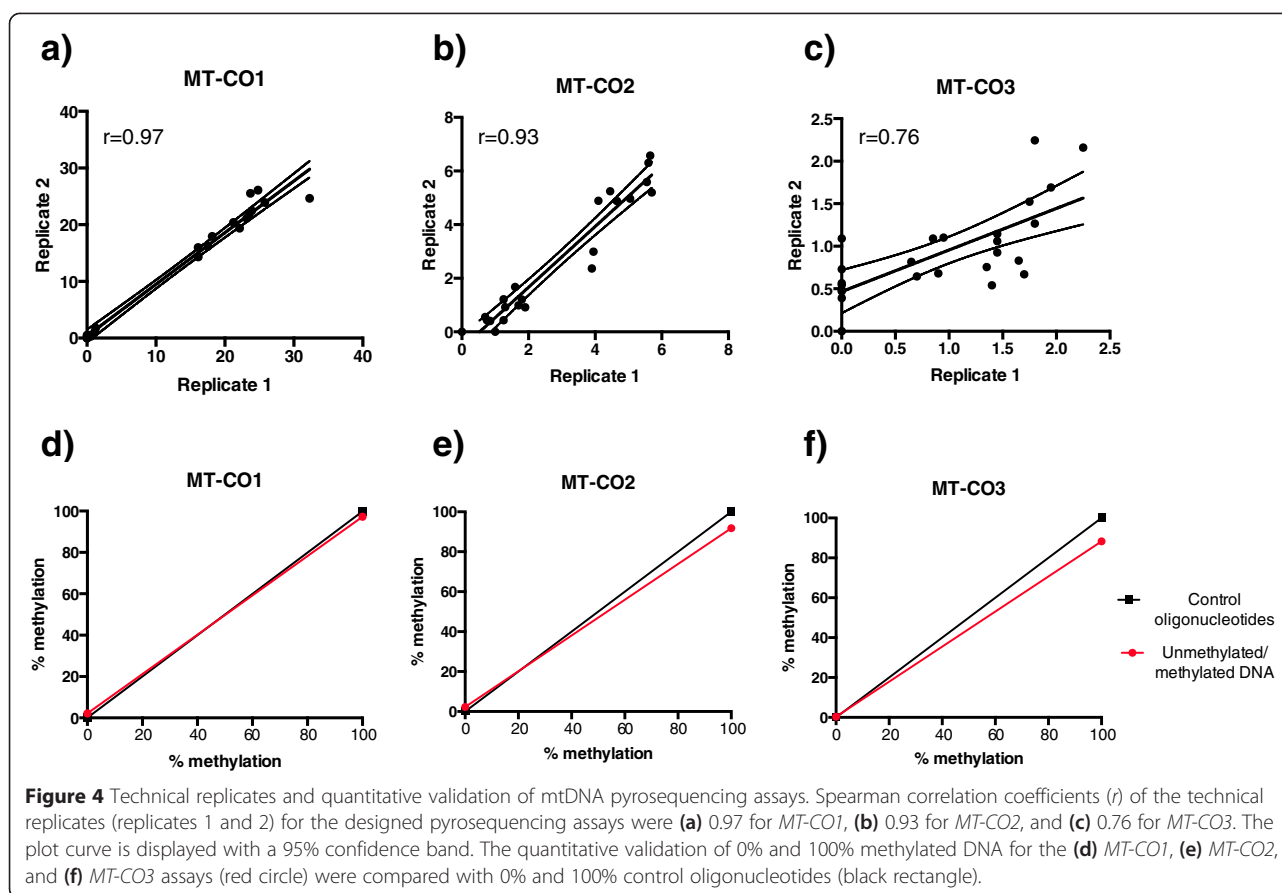 a)
MT-CO1
r=0.97
40
30
20
10
0
Replicate 2
0 10 20 30 40
Replicate 1
b)
MT-CO2
r=0.93
8
6
4
2
0
Replicate 2
0 2 4 6 8
Replicate 1
c)
MT-CO3
r=0.76
2.5
2.0
1.5
1.0
0.5
0.0
Replicate 2
0.0 0.5 1.0 1.5 2.0 2.5
Replicate 1
d)
MT-CO1
100
80
60
40
20
0
% methylation
0 20 40 60 80 100
% methylation
e)
MT-CO2
100
80
60
40
20
0
% methylation
0 20 40 60 80 100
% methylation
f)
MT-CO3
100
80
60
40
20
0
% methylation
0 20 40 60 80 100
% methylation
Control
oligonucleotides
Unmethylated/
methylated DNA
Figure 4 Technical replicates and quantitative validation of mtDNA pyrosequencing assays. Spearman correlation coefficients (r) of the technical
replicates (replicates 1 and 2) for the designed pyrosequencing assays were (a) 0.97 for MT-CO1, (b) 0.93 for MT-CO2, and (c) 0.76 for MT-CO3. The
plot curve is displayed with a 95% confidence band. The quantitative validation of 0% and 100% methylated DNA for the (d) MT-CO1, (e) MT-CO2,
and (f) MT-CO3 assays (red circle) were compared with 0% and 100% control oligonucleotides (black rectangle).